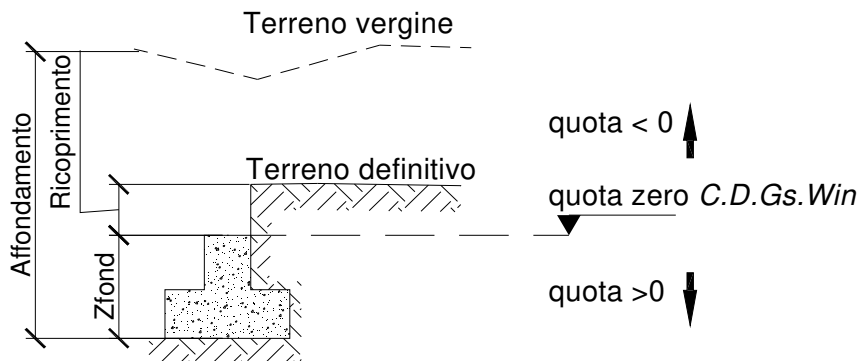 Terreno vergine
Affondamento
Ricoprimento
quota < 0
Terreno definitivo
quota zero C.D.Gs.Win
Zfond
quota >0